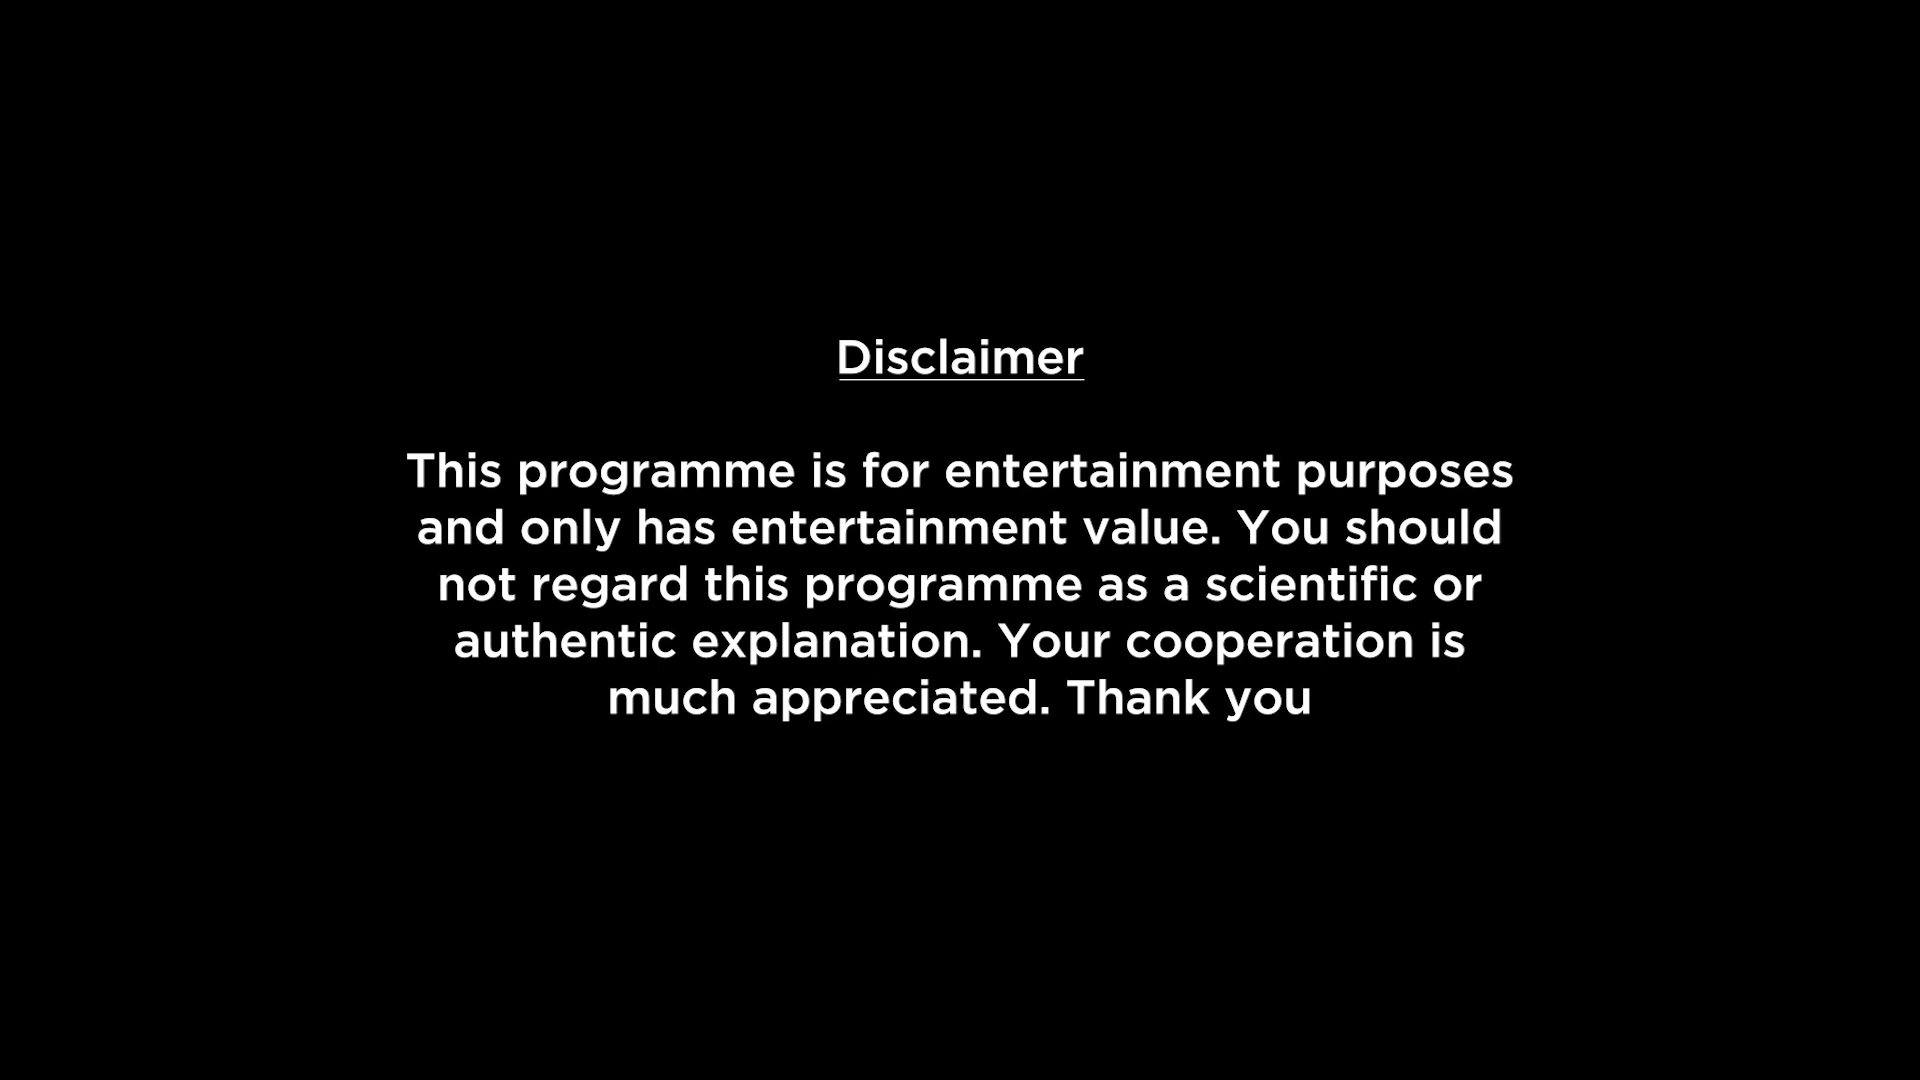 Disclaimer
This programme is for entertainment purposes
and only has entertainment value. You should
not regard this programme as a scientific or
authentic explanation. Your cooperation is
much appreciated. Thank you